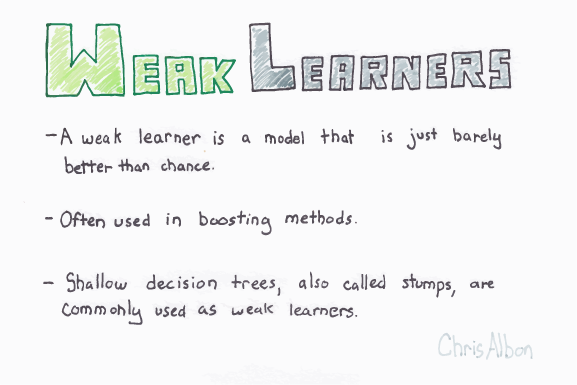 WEAK LEARNERS
- A weak learner is a model that is just barely
better than chance.
- Often used in boosting methods.
- Shallow decision trees, also called stumps, are
commonly used as weak learners.
Chris Albon